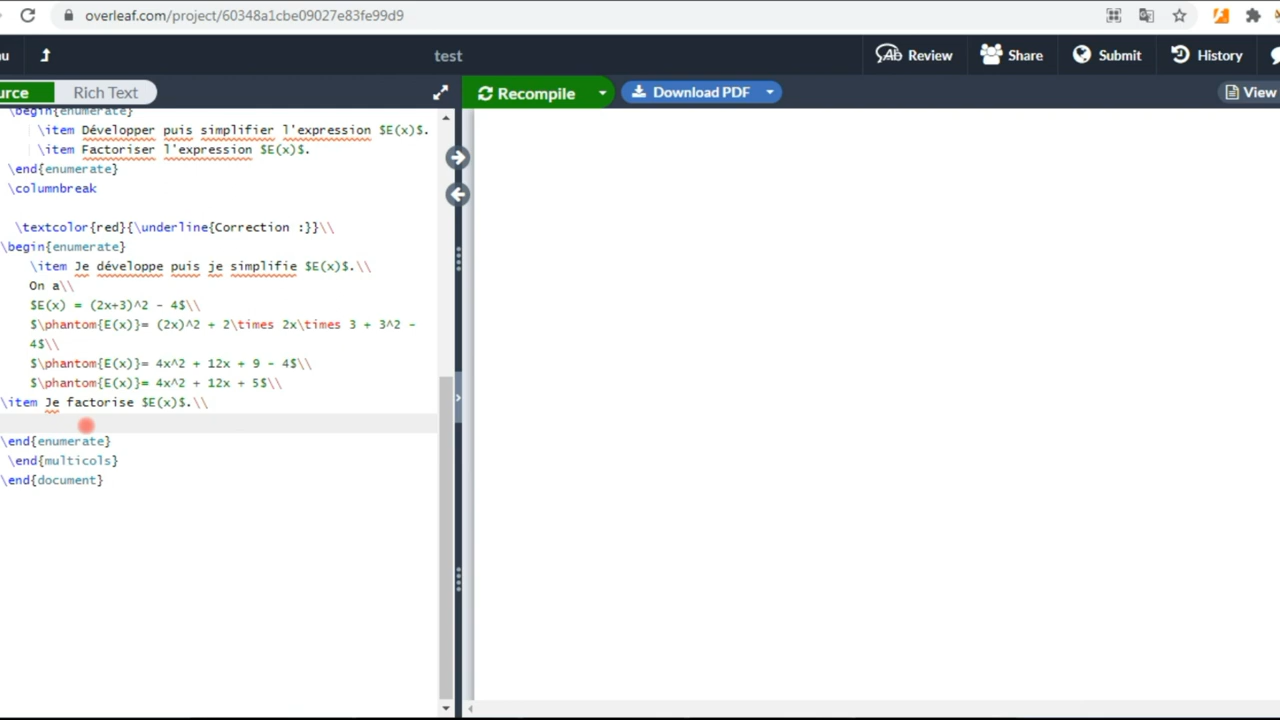 overleaf.com/project/60348a1cbe09027e83fe99d9
nu
test
Review
Share
Submit
History
urce
Rich Text
Recompile
Download PDF
View
\begin{enumerate}
\item Développer puis simplifier l'expression $E(x)$.
\item Factoriser l'expression $E(x)$.
\end{enumerate}
\columnbreak
\textcolor{red}{\underline{Correction :}}\\
\begin{enumerate}
\item Je développe puis je simplifie $E(x)$.\\
On a\\
$E(x) = (2x+3)^2 - 4$\\
$\phantom{E(x)}= (2x)^2 + 2\times 2x\times 3 + 3^2 -
4$\\
$\phantom{E(x)}= 4x^2 + 12x + 9 - 4$\\
$\phantom{E(x)}= 4x^2 + 12x + 5$\\
\item Je factorise $E(x)$.\\
\end{enumerate}
\end{multicols}
\end{document}